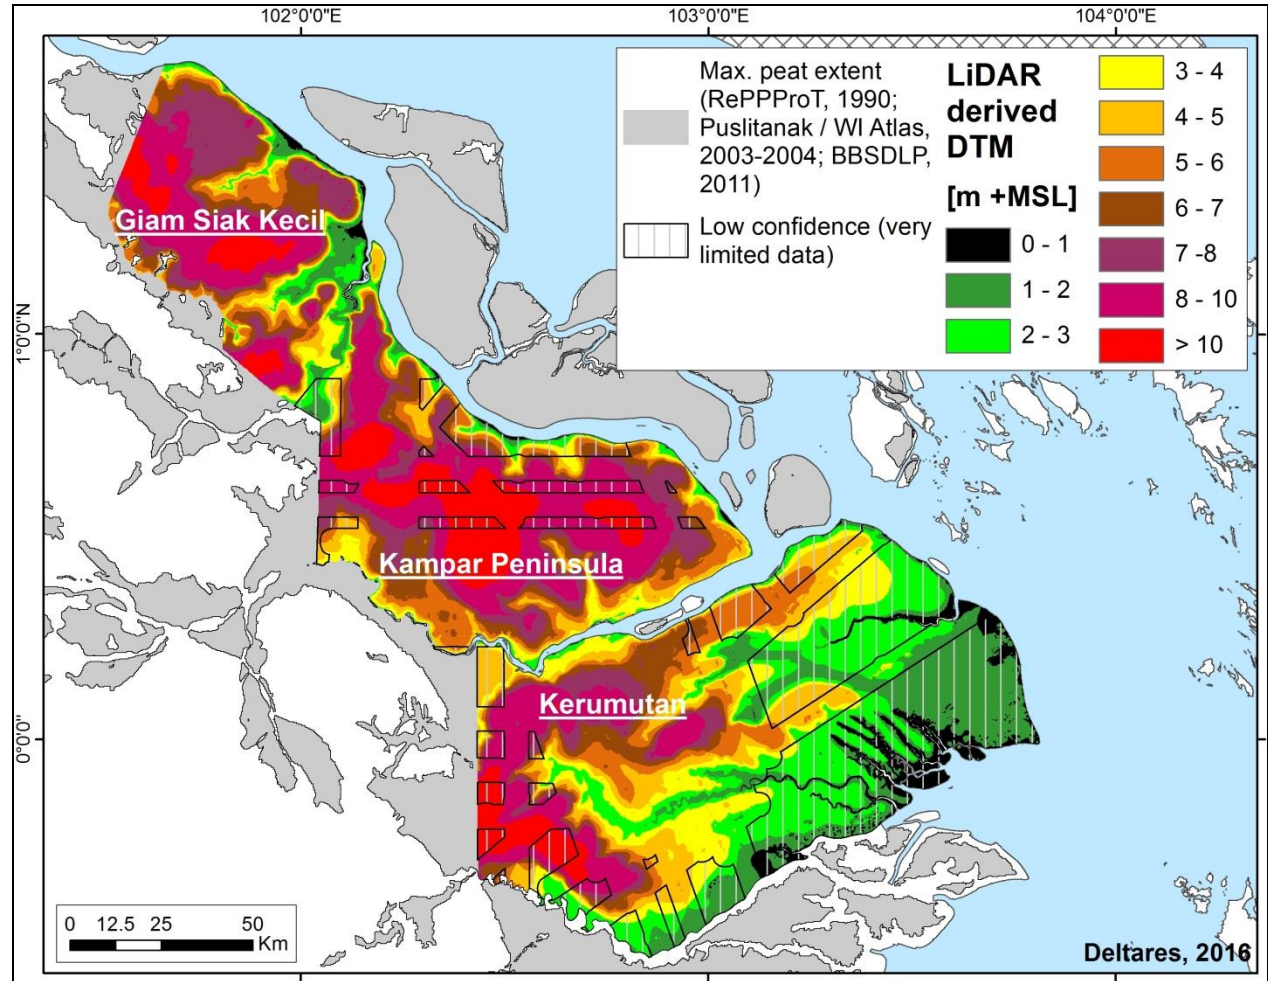 102°0'0"E
103°0'0"E
104°0'0"E
1°0'0"N
0°0'0"
Max. peat extent
(RePPProT, 1990;
Puslitanak / WI Atlas,
2003-2004; BBSDLP,
2011)
Low confidence (very
limited data)
LiDAR
derived
DTM
[m +MSL]
0 - 1
1 - 2
2 - 3
3 - 4
4 - 5
5 - 6
6 - 7
7 -8
8 - 10
> 10
Giam Siak Kecil
Kampar Peninsula
Kerumutan
0 12.5 25 50
Km
Deltares, 2016